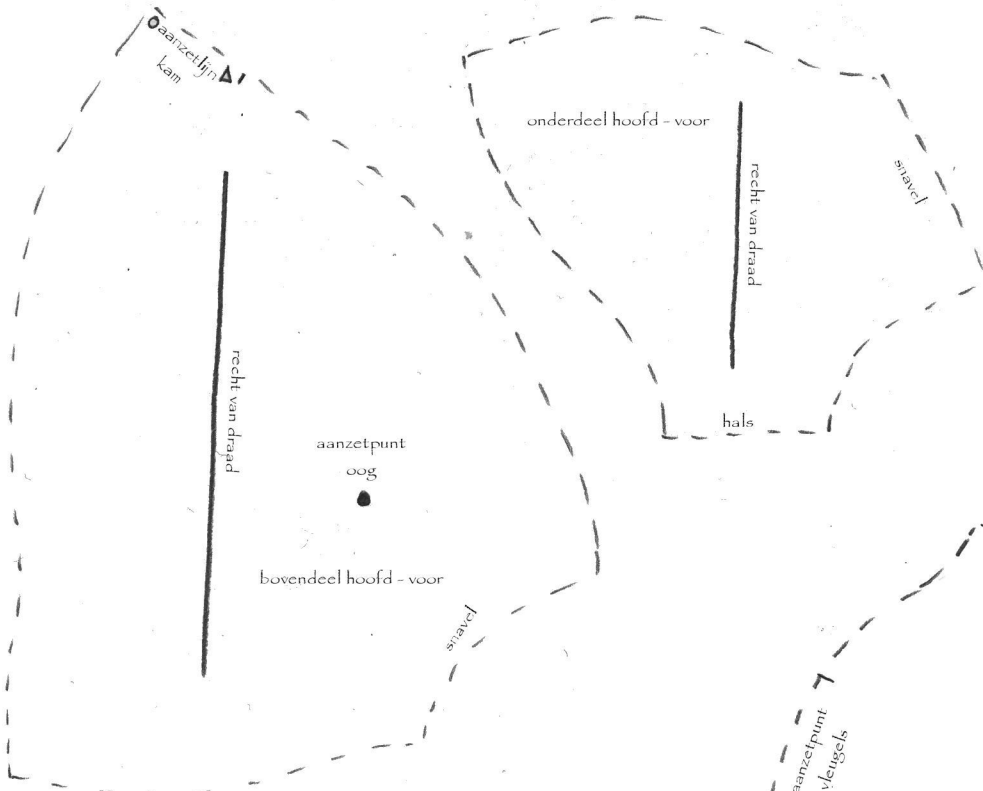 aanzetlijn
kam
recht van draad
aanzetpunt
oog
bovendeel hoofd - voor
snavel
onderdeel hoofd - voor
recht van draad
snavel
hals
aanzetpunt
vleugels